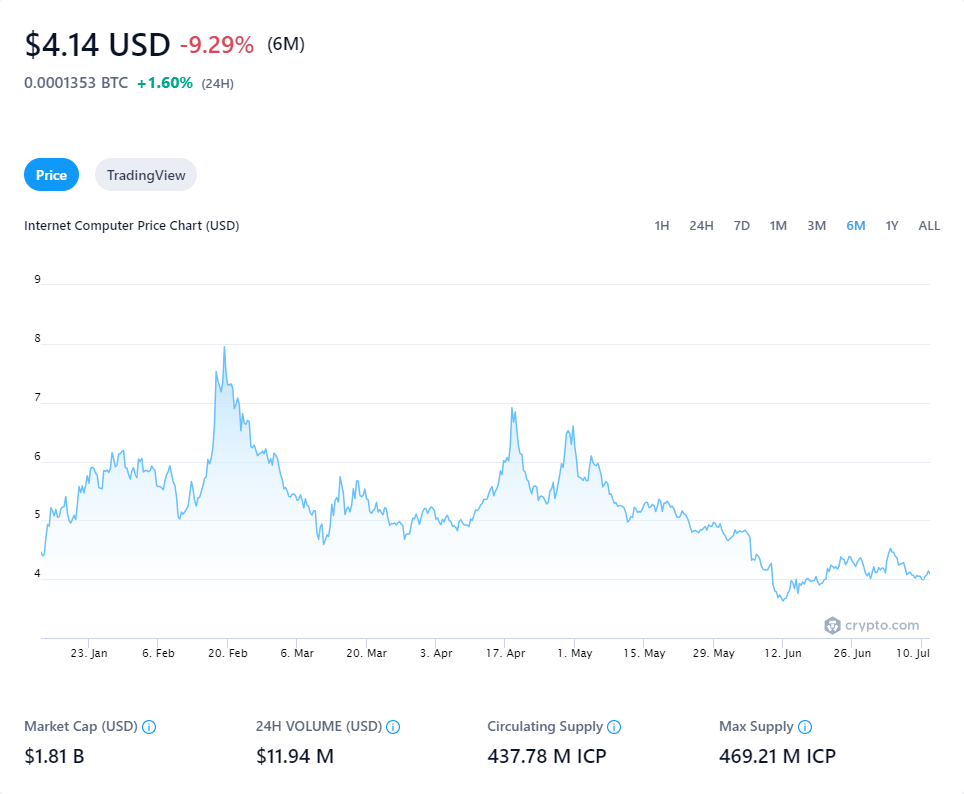 $4.14 USD -9.29% (6M)
0.0001353 BTC +1.60% (24H)
Price TradingView
Internet Computer Price Chart (USD) 1H 24H 7D 1M 3M 6M 1Y ALL
9
8
7
6
5
4
crypto.com
23. Jan 6. Feb 20. Feb 6. Mar 20. Mar 3. Apr 17. Apr 1. May 15. May 29. May 12. Jun 26. Jun 10. Jul
Market Cap (USD) 24H VOLUME (USD) Circulating Supply Max Supply
$1.81 B $11.94 M 437.78 M ICP 469.21 M ICP